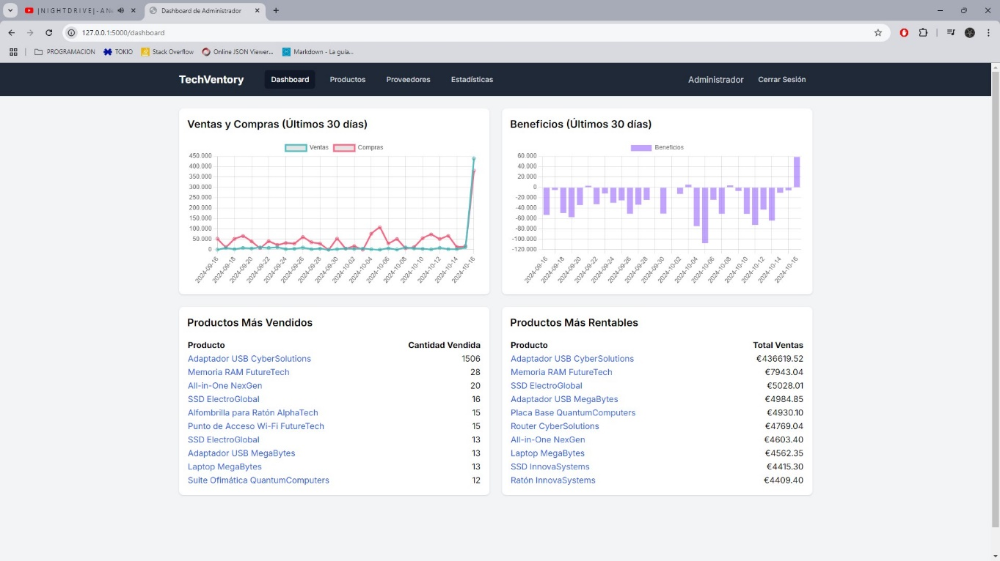 |NIGHTDRIVE|-AN
Dashboard de Administrador
127.0.0.1:5000/dashboard
PROGRAMACION TOKIO Stack Overflow Online JSON Viewer... Markdown - La guía...
TechVentory Dashboard Productos Proveedores Estadísticas Administrador Cerrar Sesión
Ventas y Compras (Últimos 30 días)
Ventas Compras
450.000
400.000
350.000
300.000
250.000
200.000
150.000
100.000
50.000
0
2024-09-16 2024-09-18 2024-09-20 2024-09-22 2024-09-24 2024-09-26 2024-09-28 2024-09-30 2024-10-02 2024-10-04 2024-10-06 2024-10-08 2024-10-10 2024-10-12 2024-10-14 2024-10-16
Beneficios (Últimos 30 días)
Beneficios
60.000
40.000
20.000
0
-20.000
-40.000
-60.000
-80.000
-100.000
-120.000
2024-09-16 2024-09-18 2024-09-20 2024-09-22 2024-09-24 2024-09-26 2024-09-28 2024-09-30 2024-10-02 2024-10-04 2024-10-06 2024-10-08 2024-10-10 2024-10-12 2024-10-14 2024-10-16
Productos Más Vendidos
Producto Cantidad Vendida
Adaptador USB CyberSolutions 1506
Memoria RAM FutureTech 28
All-in-One NexGen 20
SSD ElectroGlobal 16
Alfombrilla para Ratón AlphaTech 15
Punto de Acceso Wi-Fi FutureTech 15
SSD ElectroGlobal 13
Adaptador USB MegaBytes 13
Laptop MegaBytes 13
Suite Ofimática QuantumComputers 12
Productos Más Rentables
Producto Total Ventas
Adaptador USB CyberSolutions €436619.52
Memoria RAM FutureTech €7943.04
SSD ElectroGlobal €5028.01
Adaptador USB MegaBytes €4984.85
Placa Base QuantumComputers €4930.10
Router CyberSolutions €4769.04
All-in-One NexGen €4603.40
Laptop MegaBytes €4562.35
SSD InnovaSystems €4415.30
Ratón InnovaSystems €4409.40